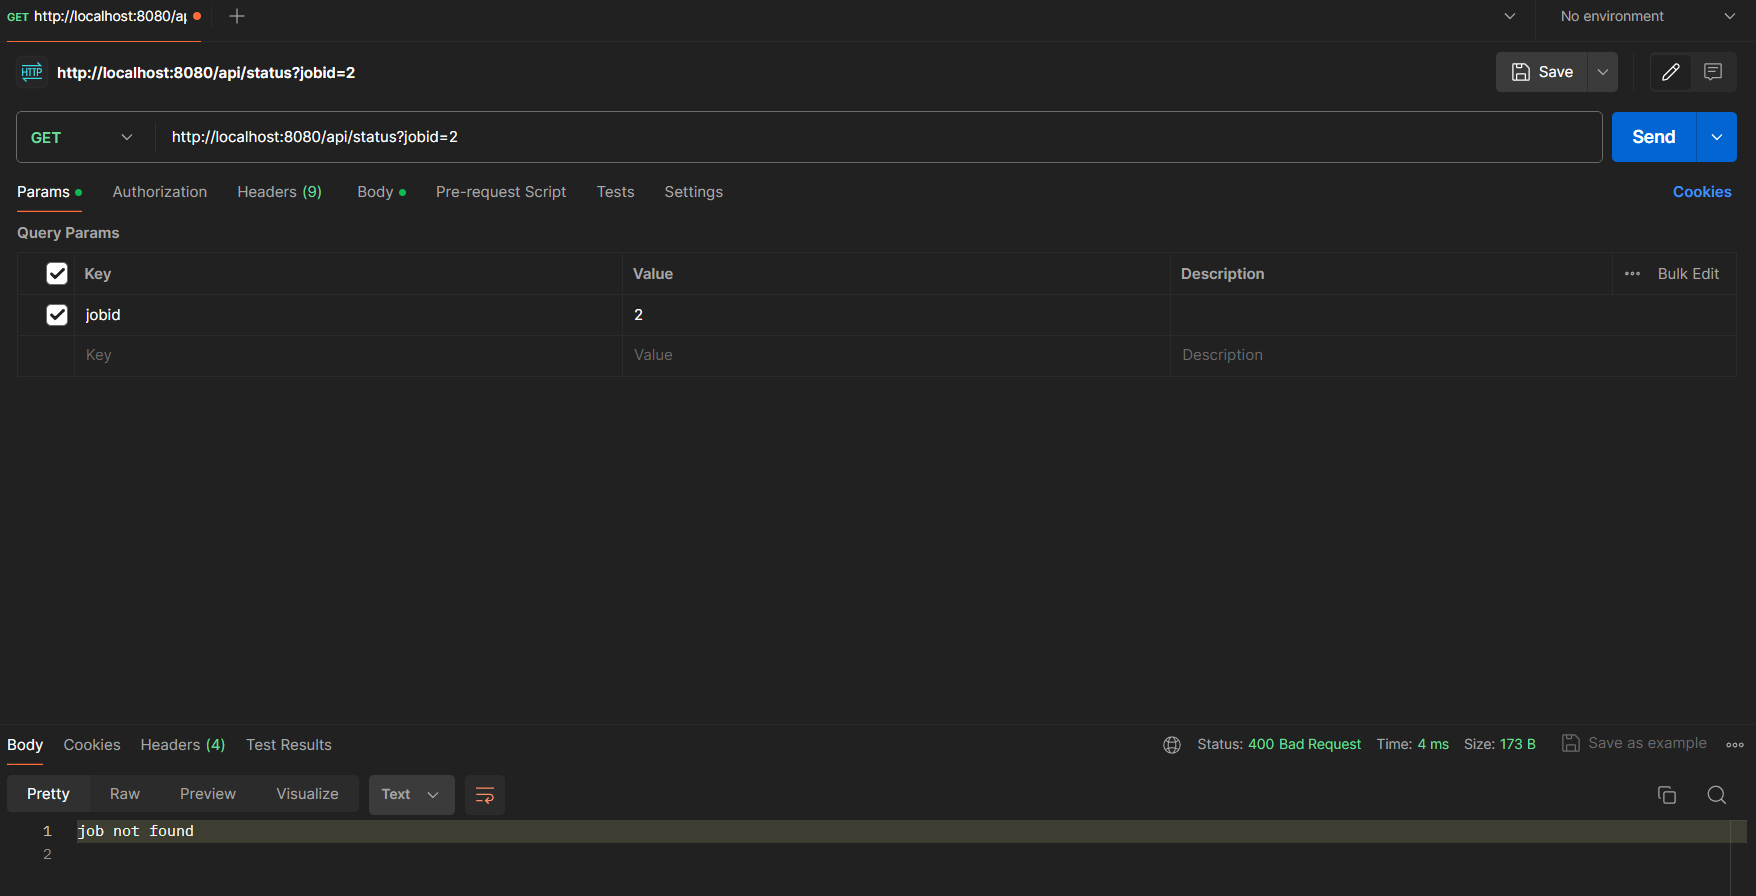 GET http://localhost:8080/ap
No environment
HTTP http://localhost:8080/api/status?jobid=2
Save
GET http://localhost:8080/api/status?jobid=2
Send
Params Authorization Headers (9) Body Pre-request Script Tests Settings Cookies
Query Params
Key Value Description Bulk Edit
jobid 2
Key Value Description
Body Cookies Headers (4) Test Results Status: 400 Bad Request Time: 4 ms Size: 173 B Save as example
Pretty Raw Preview Visualize Text
1 job not found
2